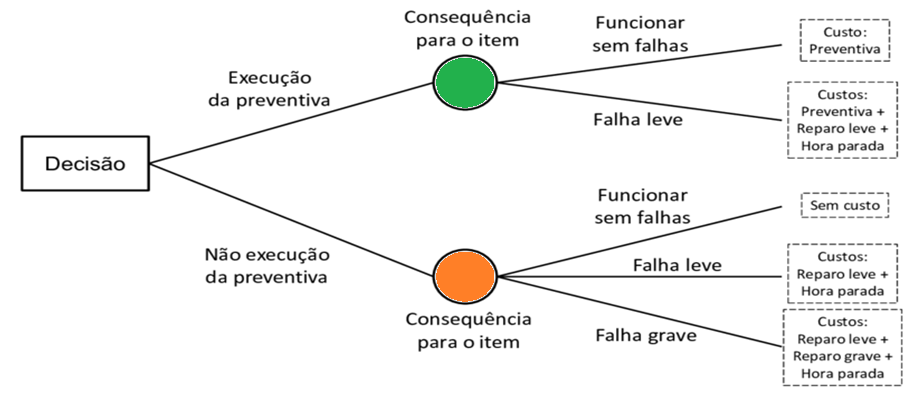 Decisão
Execução
da preventiva
Consequência
para o item
Funcionar
sem falhas
Custo:
Preventiva
Falha leve
Custos:
Preventiva +
Reparo leve +
Hora parada
Não execução
da preventiva
Consequência
para o item
Funcionar
sem falhas
Sem custo
Falha leve
Custos:
Reparo leve +
Hora parada
Falha grave
Custos:
Reparo leve +
Reparo grave +
Hora parada